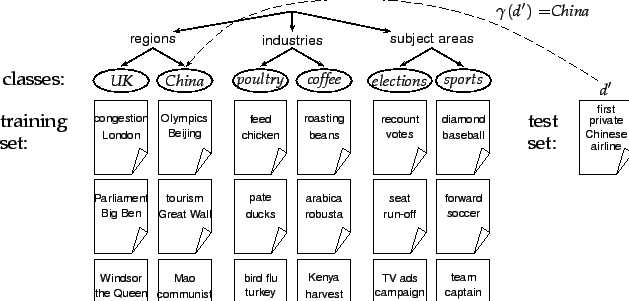 γ(d′) =China
regions
industries
subject areas
classes:
UK
China
poultry
coffee
elections
sports
d′
training
set:
congestion
London
Olympics
Beijing
feed
chicken
roasting
beans
recount
votes
diamond
baseball
test
set:
first
private
Chinese
airline
Parliament
Big Ben
tourism
Great Wall
pate
ducks
arabica
robusta
seat
run-off
forward
soccer
Windsor
the Queen
Mao
communist
bird flu
turkey
Kenya
harvest
TV ads
campaign
team
captain